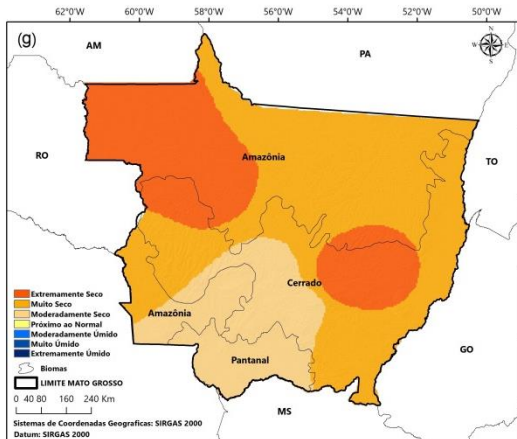 60°0'W 58°0'W 56°0'W 54°0'W 52°0'W 50°0'W
(g)
AM
PA
N
W E
S
RO
Amazônia
TO
Cerrado
Extremamente Seco
Muito Seco
Moderadamente Seco
Próximo ao Normal
Moderadamente Úmido
Muito Úmido
Extremamente Úmido
Biomas
LIMITE MATO GROSSO
Amazônia
Pantanal
GO
0 40 80 160 240 Km
MS
Sistemas de Coordenadas Geograficas: SIRGAS 2000
Datum: SIRGAS 2000